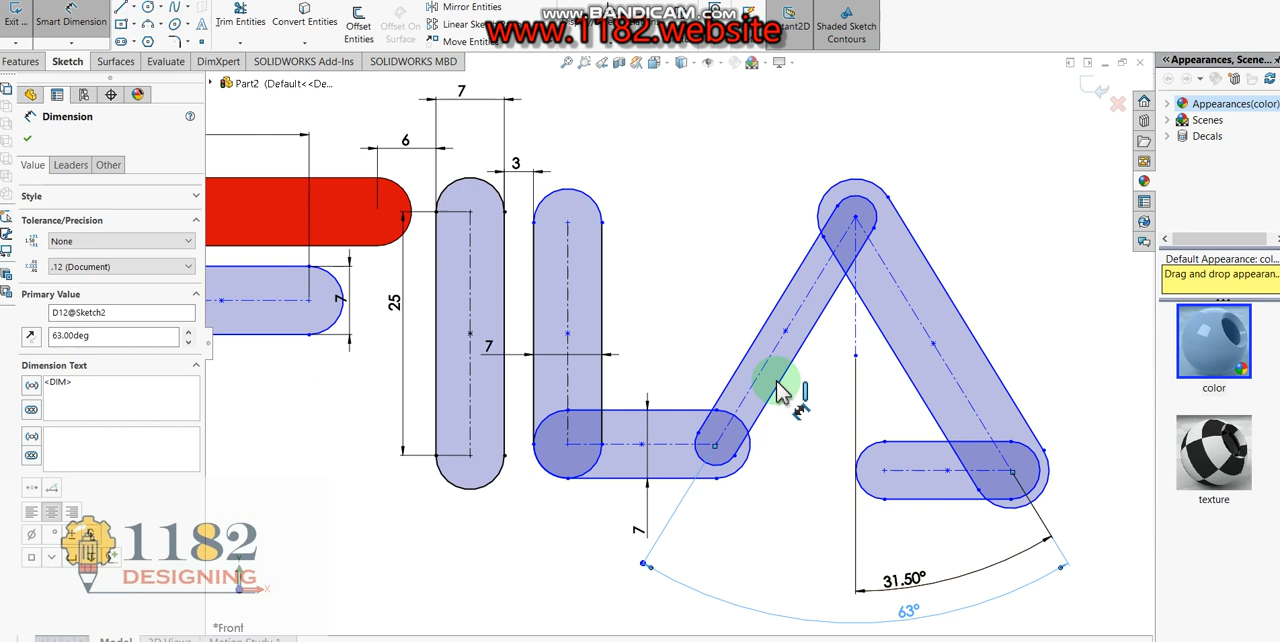 Exit ...
Smart Dimension
Trim Entities
Convert Entities
Offset Entities
Offset On Surface
Mirror Entities
Linear Sketch
Move Entities
www.BANDICAM.com
www.1182.website
Shaded Sketch Contours
Features
Sketch
Surfaces
Evaluate
DimXpert
SOLIDWORKS Add-Ins
SOLIDWORKS MBD
Part2 (Default<<De...
Dimension
Value
Leaders
Other
Style
Tolerance/Precision
None
.12 (Document)
Primary Value
D12@Sketch2
63.00deg
Dimension Text
<DIM>
7
6
3
7
25
7
7
31.50°
63°
1182
DESIGNING
*Front
Model
3D Views
Motion Study 1
Appearances, Scene...
Appearances(color)
Scenes
Decals
Default Appearance: col...
Drag and drop appearan...
color
texture